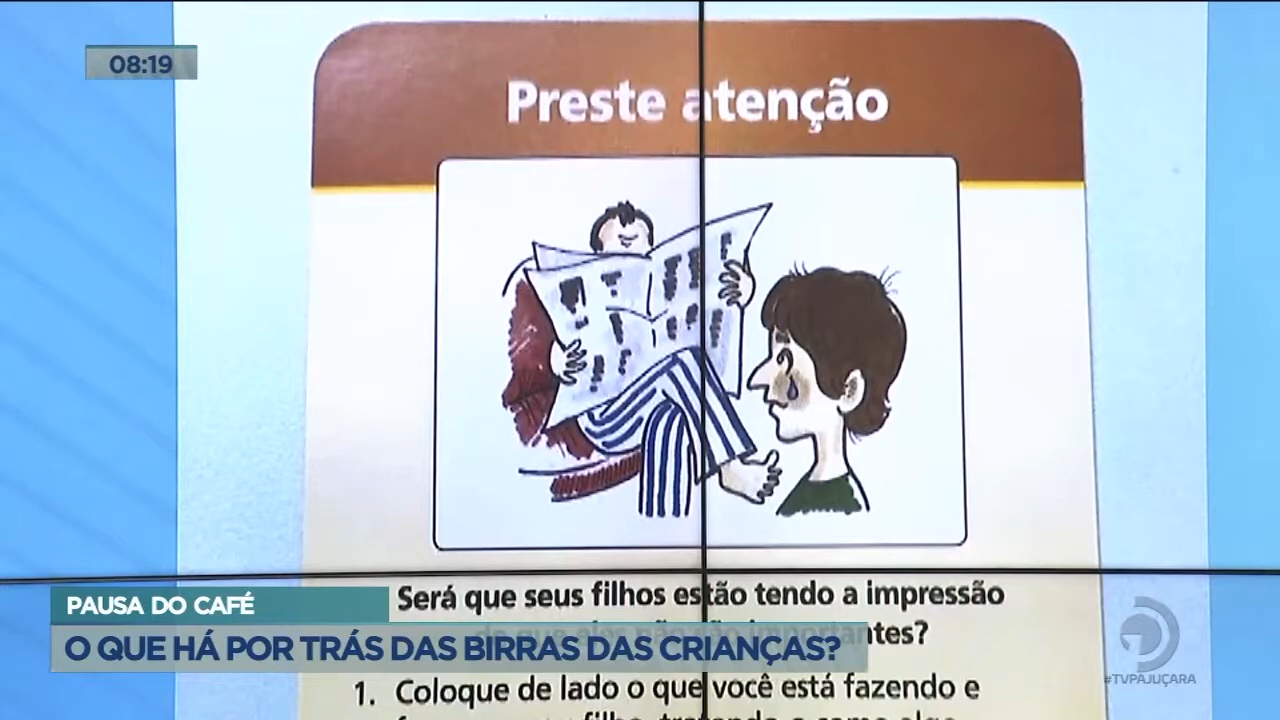 08:19
Preste atenção
Será que seus filhos estão tendo a impressão
PAUSA DO CAFÉ
O QUE HÁ POR TRÁS DAS BIRRAS DAS CRIANÇAS?
#TVPAJUÇARA
1. Coloque de lado o que você está fazendo e